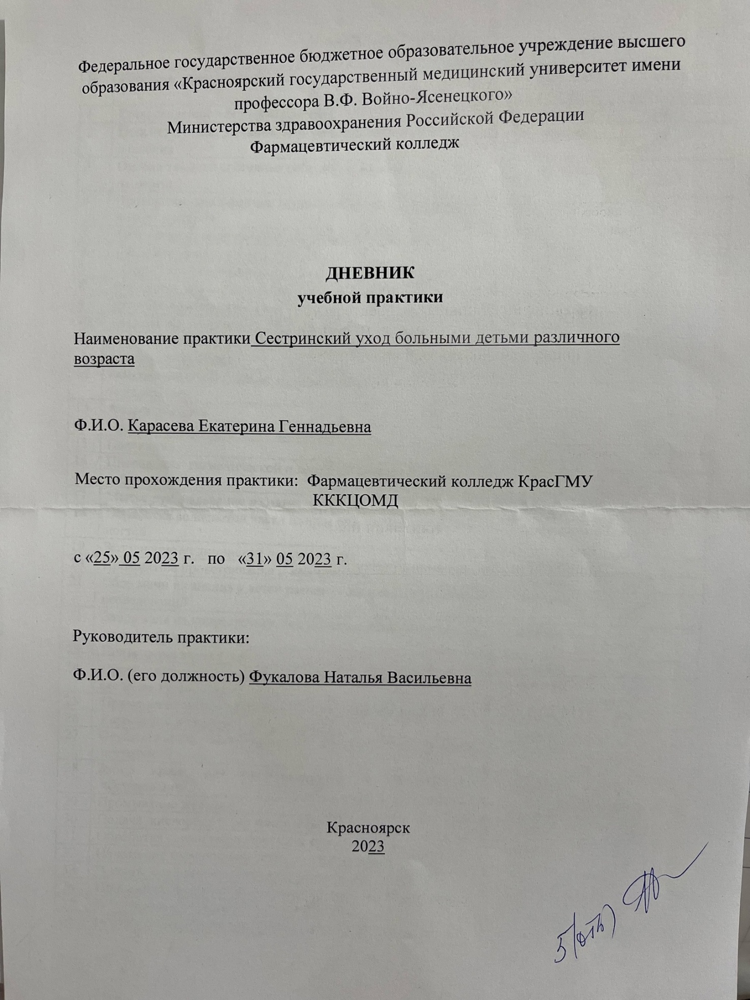 Федеральное государственное бюджетное образовательное учреждение высшего
образования «Красноярский государственный медицинский университет имени
профессора В.Ф. Войно-Ясенецкого»
Министерства здравоохранения Российской Федерации
Фармацевтический колледж
ДНЕВНИК
учебной практики
Наименование практики Сестринский уход больными детьми различного
возраста
Ф.И.О. Карасева Екатерина Геннадьевна
Место прохождения практики: Фармацевтический колледж КрасГМУ
КККЦОМД
с «25» 05 2023 г. по «31» 05 2023 г.
Руководитель практики:
Ф.И.О. (его должность) Фукалова Наталья Васильевна
Красноярск
2023
5 (отл)